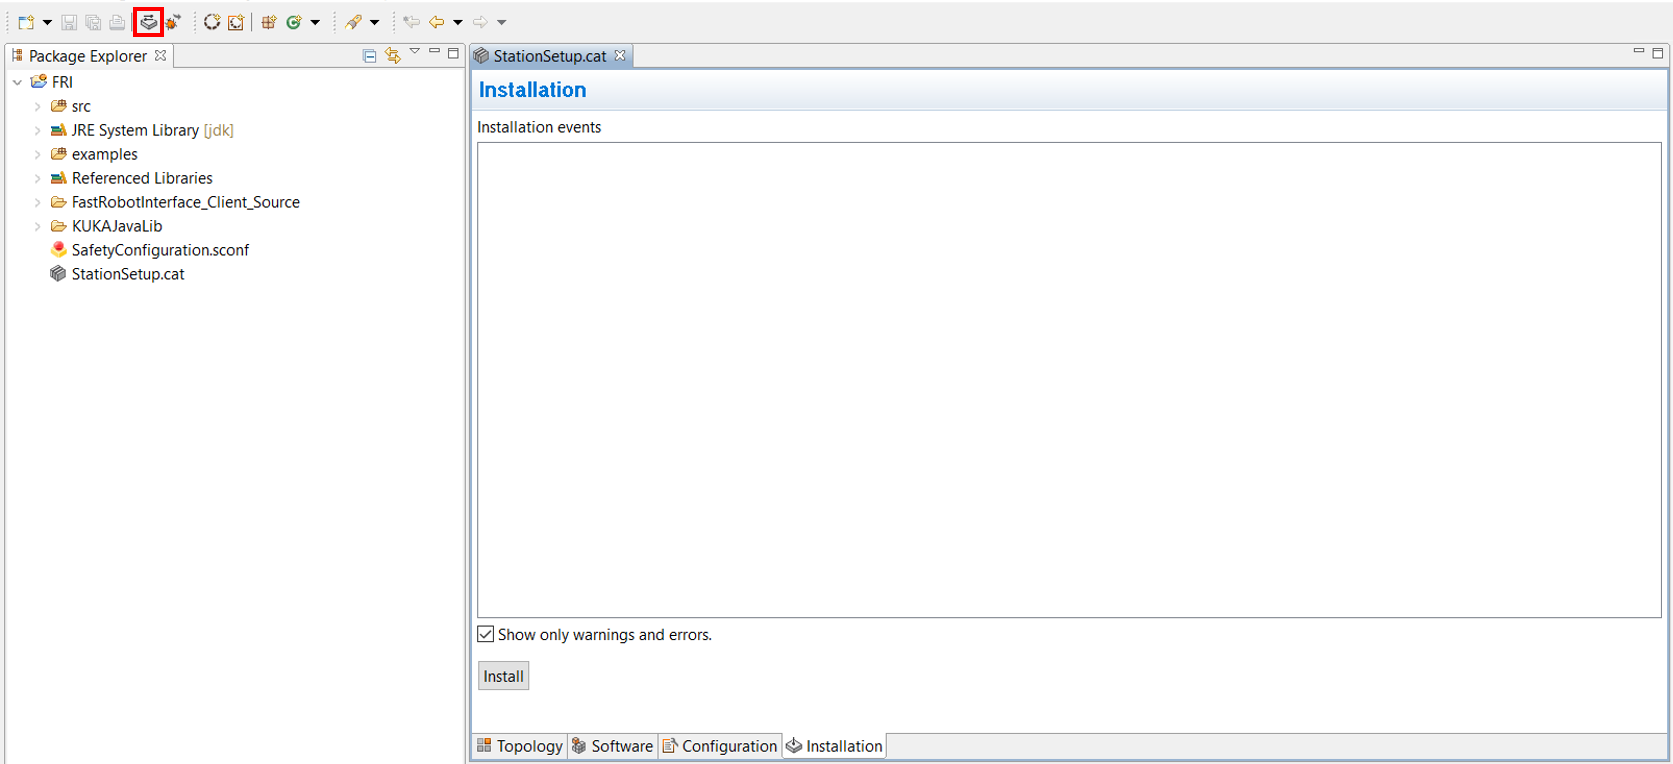 Package Explorer
FRI
src
JRE System Library [jdk]
examples
Referenced Libraries
FastRobotInterface_Client_Source
KUKAJavaLib
SafetyConfiguration.sconf
StationSetup.cat
StationSetup.cat
Installation
Installation events
Show only warnings and errors.
Install
Topology Software Configuration Installation